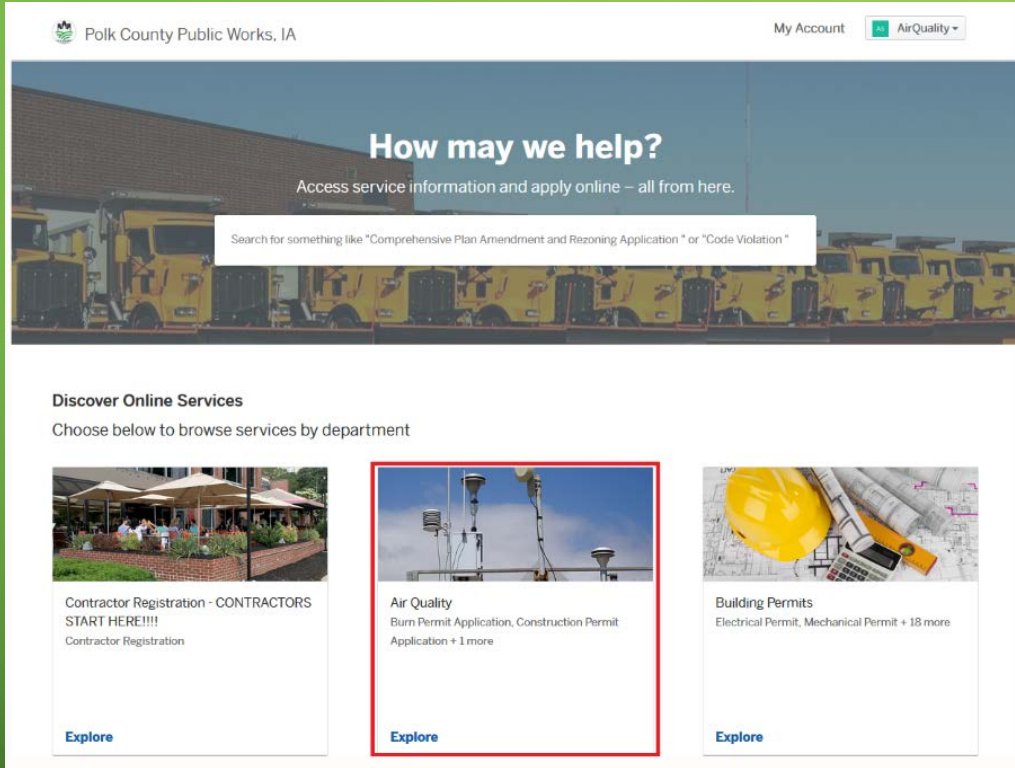 Polk County Public Works, IA
My Account
AirQuality
How may we help?
Access service information and apply online – all from here.
Search for something like "Comprehensive Plan Amendment and Rezoning Application " or "Code Violation "
Discover Online Services
Choose below to browse services by department
Contractor Registration - CONTRACTORS
START HERE!!!!
Contractor Registration
Explore
Air Quality
Burn Permit Application, Construction Permit
Application + 1 more
Explore
Building Permits
Electrical Permit, Mechanical Permit + 18 more
Explore